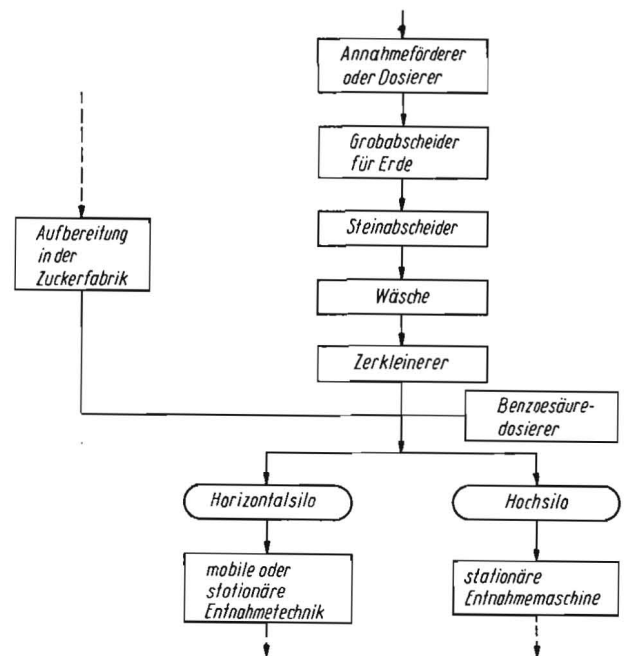 Annahmeförderer
oder Dosierer
Grobabscheider
für Erde
Steinabscheider
Aufbereitung
in der
Zuckerfabrik
Wäsche
Zerkleinerer
Benzoesäure-
dosierer
Horizontalsilo
Hochsilo
mobile oder
stationäre
Entnahmetechnik
stationäre
Entnahmemaschine